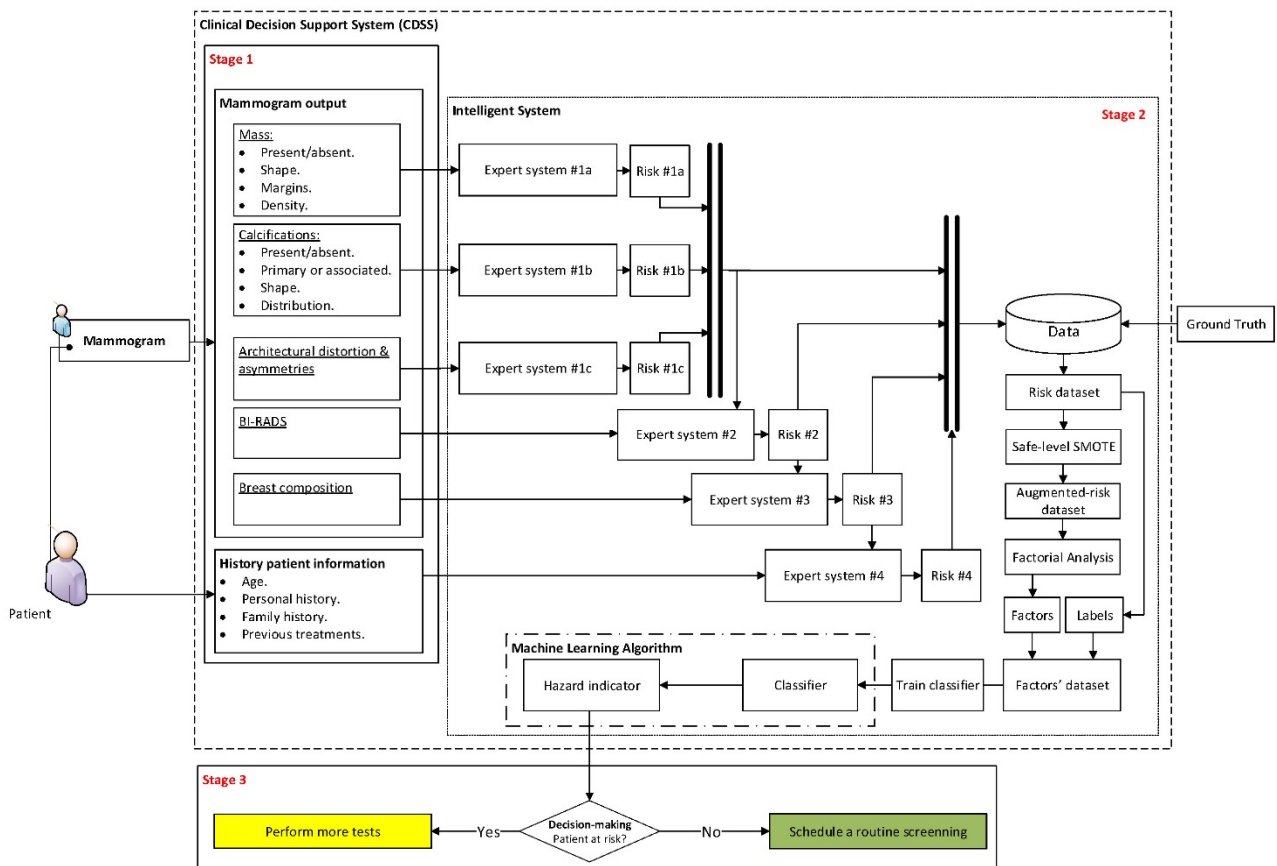 Clinical Decision Support System (CDSS)
Stage 1
Mammogram output
Mass:
• Present/absent.
• Shape.
• Margins.
• Density.
Calcifications:
• Present/absent.
• Primary or associated.
• Shape.
• Distribution.
Architectural distortion &
asymmetries
BI-RADS
Breast composition
History patient information
• Age.
• Personal history.
• Family history.
• Previous treatments.
Mammogram
Patient
Intelligent System
Stage 2
Expert system #1a
Risk #1a
Expert system #1b
Risk #1b
Expert system #1c
Risk #1c
Expert system #2
Risk #2
Expert system #3
Risk #3
Expert system #4
Risk #4
Data
Ground Truth
Risk dataset
Safe-level SMOTE
Augmented-risk
dataset
Factorial Analysis
Factors
Labels
Factors' dataset
Train classifier
Machine Learning Algorithm
Classifier
Hazard indicator
Stage 3
Decision-making
Patient at risk?
Yes
Perform more tests
No
Schedule a routine screenning